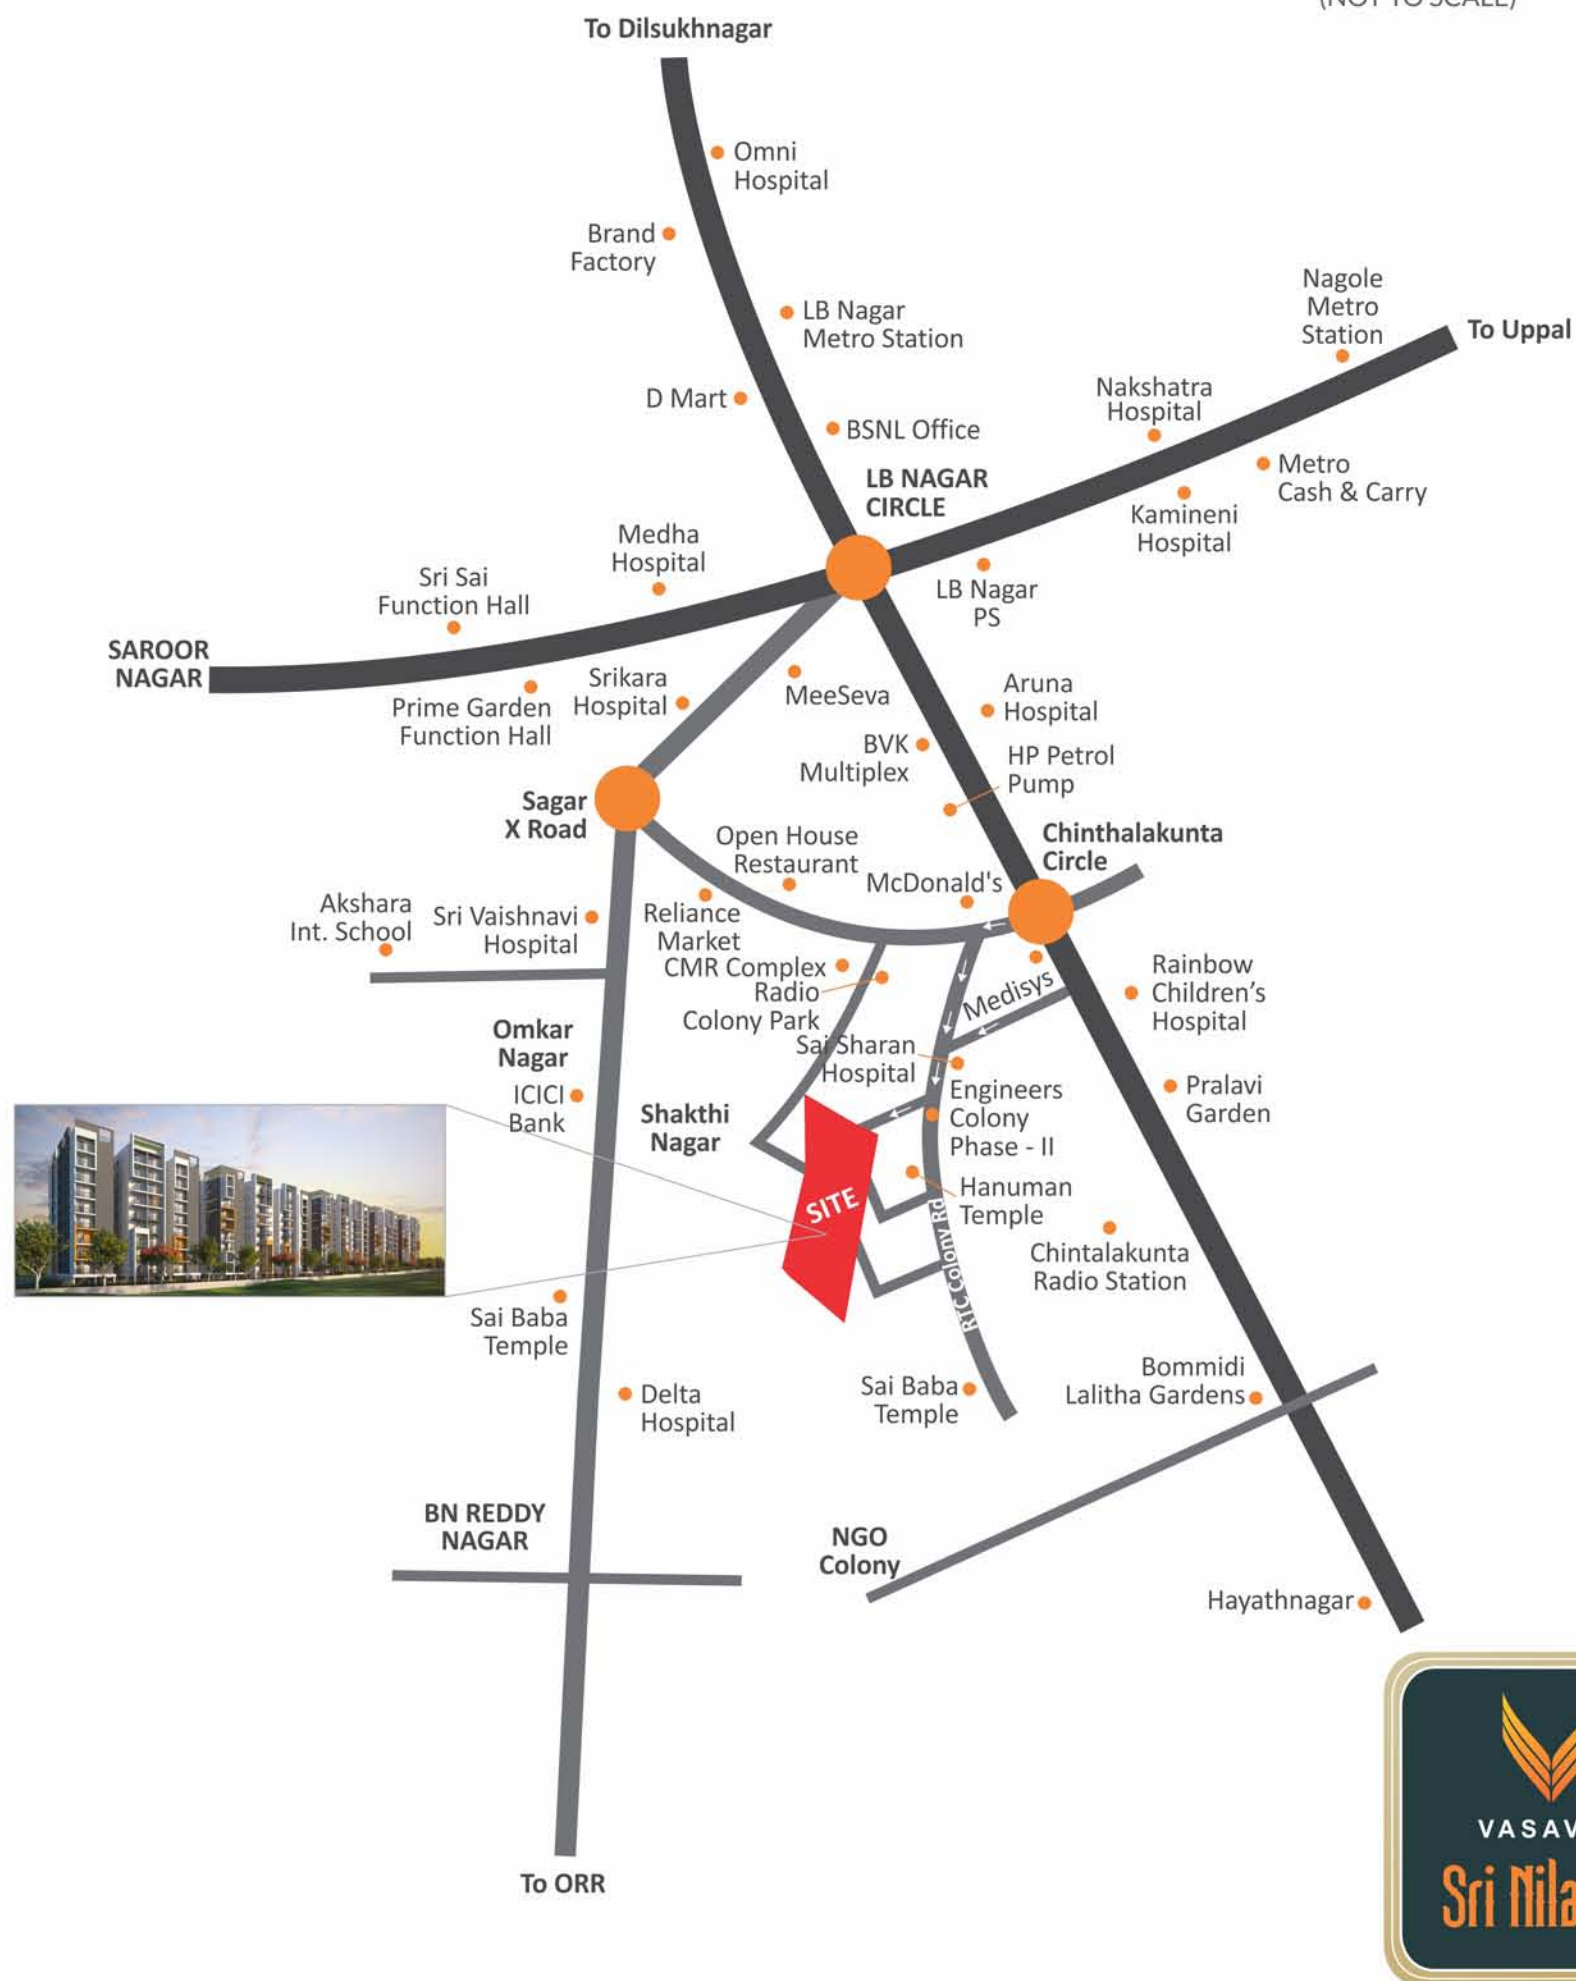 (NOT TO SCALE)
To Dilsukhnagar
Omni
Hospital
Brand
Factory
LB Nagar
Metro Station
Nagole
Metro
Station
To Uppal
D Mart
Nakshatra
Hospital
BSNL Office
Metro
Cash & Carry
LB NAGAR
CIRCLE
Kamineni
Hospital
Medha
Hospital
Sri Sai
Function Hall
LB Nagar
PS
SAROOR
NAGAR
Prime Garden
Function Hall
Srikara
Hospital
MeeSeva
Aruna
Hospital
BVK
Multiplex
HP Petrol
Pump
Sagar
X Road
Open House
Restaurant
Chinthalakunta
Circle
McDonald's
Akshara
Int. School
Sri Vaishnavi
Hospital
Reliance
Market
CMR Complex
Radio
Colony Park
Medisys
Rainbow
Children's
Hospital
Omkar
Nagar
Sai Sharan
Hospital
ICICI
Bank
Shakthi
Nagar
Engineers
Colony
Phase - II
Pralavi
Garden
SITE
Hanuman
Temple
RTC Colony Rd
Chintalakunta
Radio Station
Sai Baba
Temple
Delta
Hospital
Sai Baba
Temple
Bommidi
Lalitha Gardens
BN REDDY
NAGAR
NGO
Colony
Hayathnagar
To ORR
VASAV
Sri Nila